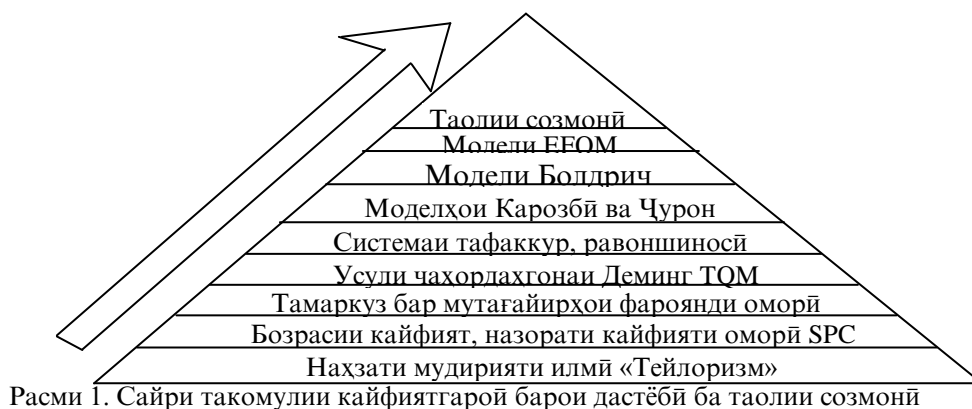 Таолии созмонӣ
Модели EFQM
Модели Болдрич
Моделҳои Карозбӣ ва Ҷурон
Системаи тафаккур, равоншиносӣ
Усули чаҳордаҳгонаи Деминг TQM
Тамаркуз бар мутағайирҳои фароянди оморӣ
Бозрасии кайфият, назорати кайфияти оморӣ SPC
Наҳзати мудирияти илмӣ «Тейлоризм»
Расми 1. Сайри такомулии кайфиятгароӣ барои дастёбӣ ба таолии созмонӣ